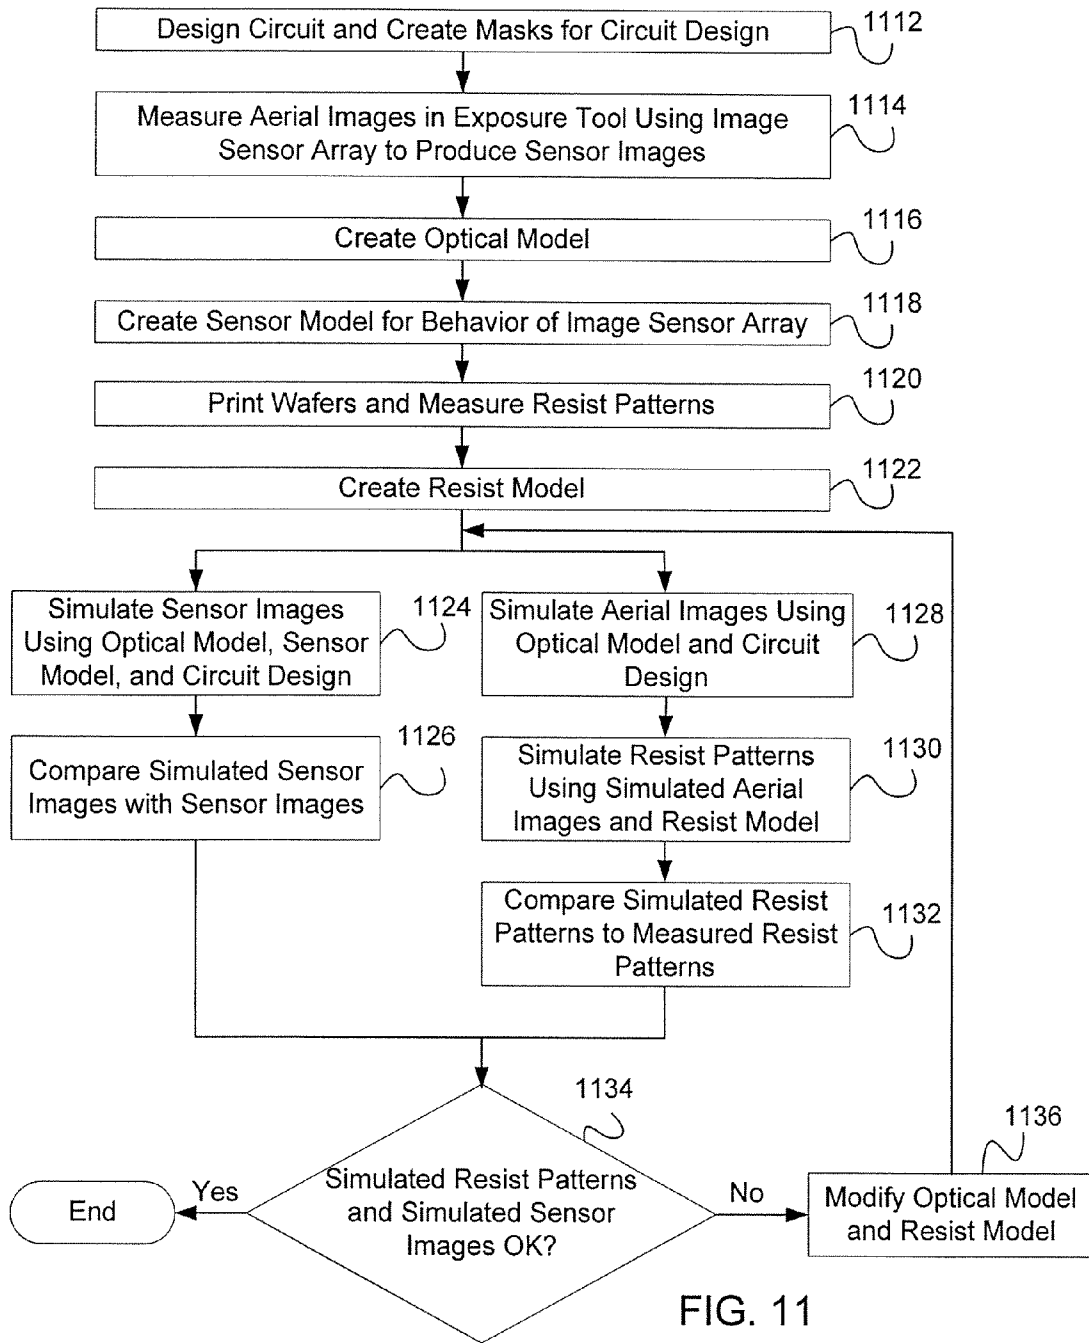 Design Circuit and Create Masks for Circuit Design
1112
Measure Aerial Images in Exposure Tool Using Image
Sensor Array to Produce Sensor Images
1114
Create Optical Model
1116
Create Sensor Model for Behavior of Image Sensor Array
1118
Print Wafers and Measure Resist Patterns
1120
Create Resist Model
1122
Simulate Sensor Images
Using Optical Model, Sensor
Model, and Circuit Design
1124
Compare Simulated Sensor
Images with Sensor Images
1126
Simulate Aerial Images Using
Optical Model and Circuit
Design
1128
Simulate Resist Patterns
Using Simulated Aerial
Images and Resist Model
1130
Compare Simulated Resist
Patterns to Measured Resist
Patterns
1132
Simulated Resist Patterns
and Simulated Sensor
Images OK?
1134
Yes
End
No
Modify Optical Model
and Resist Model
1136
FIG. 11